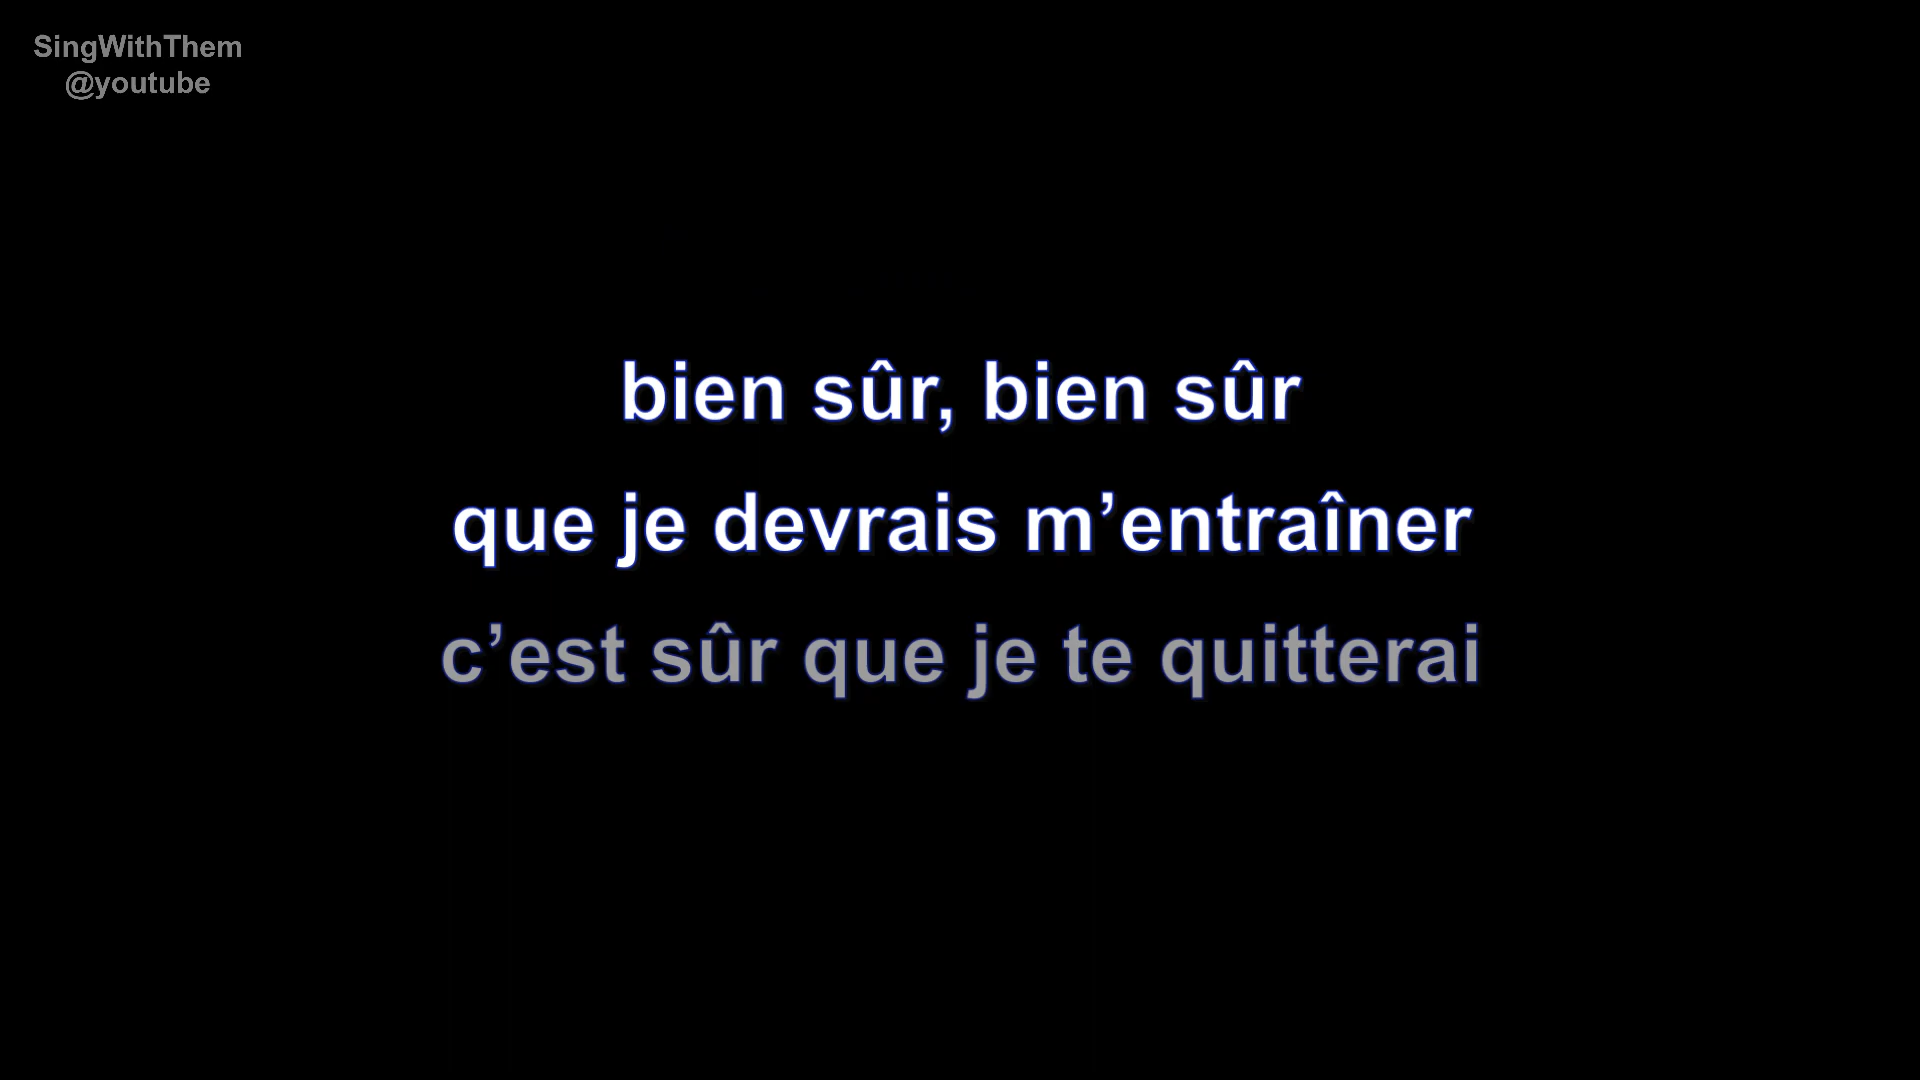 SingWithThem
@youtube
bien sûr, bien sûr
que je devrais m’entraîner
c’est sûr que je te quitterai